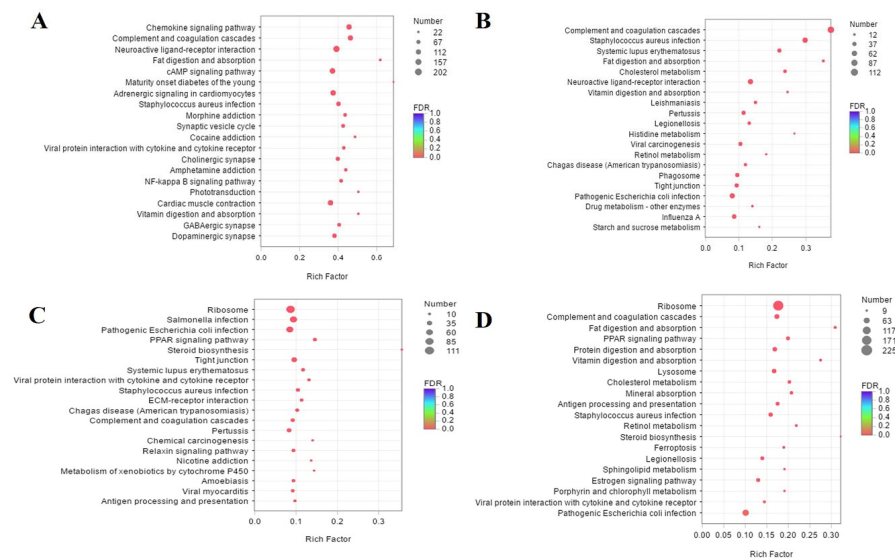 A
Chemokine signaling pathway
Complement and coagulation cascades
Neuroactive ligand-receptor interaction
Fat digestion and absorption
cAMP signaling pathway
Maturity onset diabetes of the young
Adrenergic signaling in cardiomyocytes
Staphylococcus aureus infection
Morphine addiction
Synaptic vesicle cycle
Cocaine addiction
Viral protein interaction with cytokine and cytokine receptor
Cholinergic synapse
Amphetamine addiction
NF-kappa B signaling pathway
Phototransduction
Cardiac muscle contraction
Vitamin digestion and absorption
GABAergic synapse
Dopaminergic synapse
0.0 0.2 0.4 0.6
Rich Factor
Number
22
67
112
157
202
FDR
1.0
0.8
0.6
0.4
0.2
0.0
B
Complement and coagulation cascades
Staphylococcus aureus infection
Systemic lupus erythematosus
Fat digestion and absorption
Cholesterol metabolism
Neuroactive ligand-receptor interaction
Vitamin digestion and absorption
Leishmaniasis
Pertussis
Legionellosis
Histidine metabolism
Viral carcinogenesis
Retinol metabolism
Chagas disease (American trypanosomiasis)
Phagosome
Tight junction
Pathogenic Escherichia coli infection
Drug metabolism - other enzymes
Influenza A
Starch and sucrose metabolism
0.0 0.1 0.2 0.3
Rich Factor
Number
12
37
62
87
112
FDR
1.0
0.8
0.6
0.4
0.2
0.0
C
Ribosome
Salmonella infection
Pathogenic Escherichia coli infection
PPAR signaling pathway
Steroid biosynthesis
Tight junction
Systemic lupus erythematosus
Viral protein interaction with cytokine and cytokine receptor
Staphylococcus aureus infection
ECM-receptor interaction
Chagas disease (American trypanosomiasis)
Complement and coagulation cascades
Pertussis
Chemical carcinogenesis
Relaxin signaling pathway
Nicotine addiction
Metabolism of xenobiotics by cytochrome P450
Amoebiasis
Viral myocarditis
Antigen processing and presentation
0.0 0.1 0.2 0.3
Rich Factor
Number
10
35
60
85
111
FDR
1.0
0.8
0.6
0.4
0.2
0.0
D
Ribosome
Complement and coagulation cascades
Fat digestion and absorption
PPAR signaling pathway
Protein digestion and absorption
Vitamin digestion and absorption
Lysosome
Cholesterol metabolism
Mineral absorption
Antigen processing and presentation
Staphylococcus aureus infection
Retinol metabolism
Steroid biosynthesis
Ferroptosis
Legionellosis
Sphingolipid metabolism
Estrogen signaling pathway
Porphyrin and chlorophyll metabolism
Viral protein interaction with cytokine and cytokine receptor
Pathogenic Escherichia coli infection
0.00 0.05 0.10 0.15 0.20 0.25 0.30
Rich Factor
Number
9
63
117
171
225
FDR
1.0
0.8
0.6
0.4
0.2
0.0